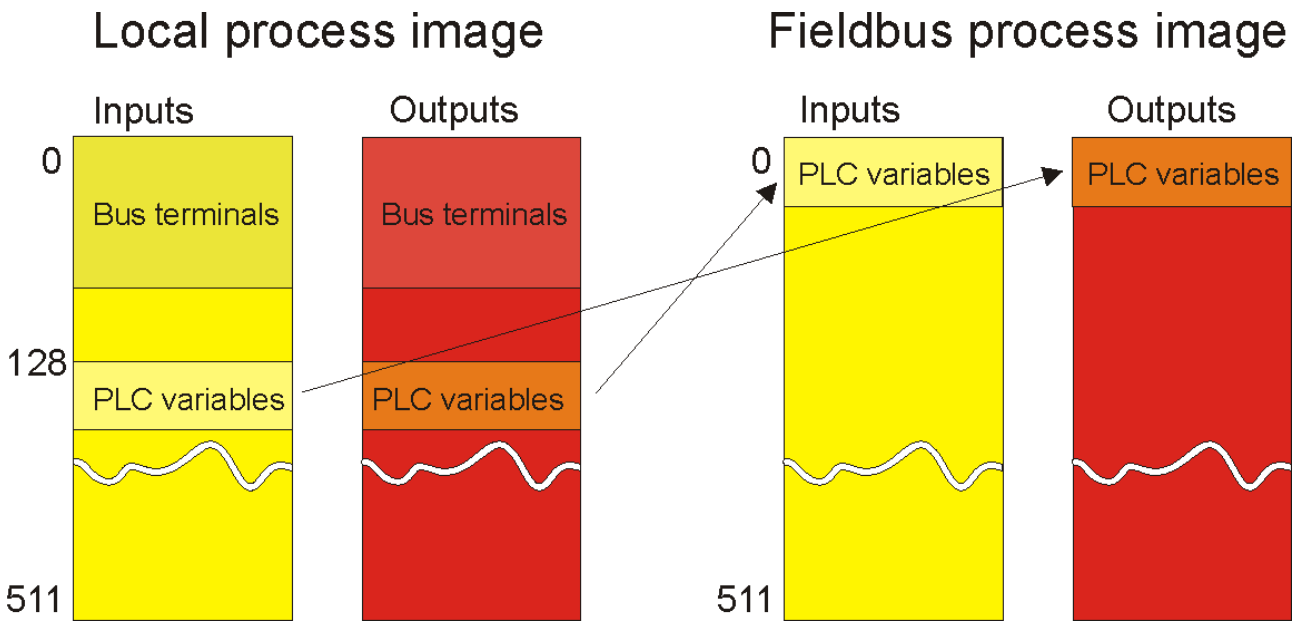 Local process image
Fieldbus process image
Inputs
Outputs
Inputs
Outputs
0
Bus terminals
Bus terminals
0
PLC variables
PLC variables
128
PLC variables
PLC variables
511
511